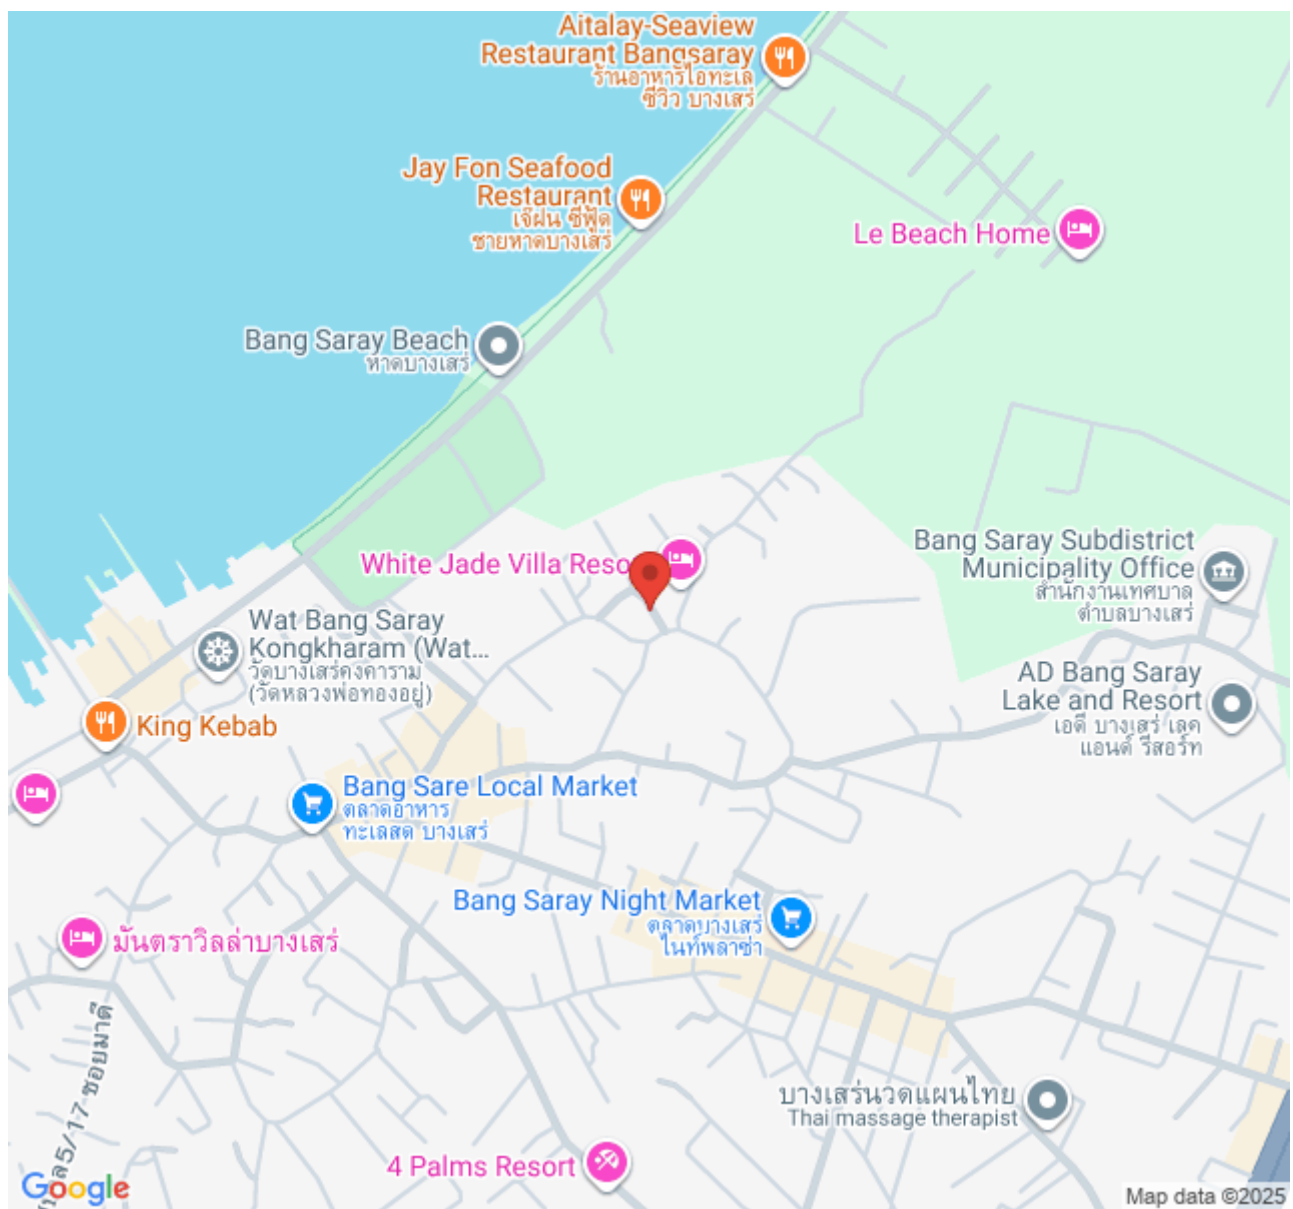 Aitalay-Seaview
Restaurant Bangsaray
ร้านอาหารไอทะเล
ซีวิว บางเสร่
Jay Fon Seafood
Restaurant
เจ๊ฝน ซีฟู้ด
ชายหาดบางเสร่
Le Beach Home
Bang Saray Beach
หาดบางเสร่
Bang Saray Subdistrict
Municipality Office
สำนักงานเทศบาล
ตำบลบางเสร่
White Jade Villa Reso
Wat Bang Saray
Kongkharam (Wat...
วัดบางเสร่คงคาราม
(วัดหลวงพ่อทองอยู่)
AD Bang Saray
Lake and Resort
เอดี บางเสร่ เลค
แอนด์ รีสอร์ท
King Kebab
Bang Sare Local Market
ตลาดอาหาร
ทะเลสด บางเสร่
Bang Saray Night Market
ตลาดบางเสร่
ไนท์พลาซ่า
มันตราวิลล่าบางเสร่
5/17 ซอยมาดี
บางเสร่นวดแผนไทย
Thai massage therapist
4 Palms Resort
Google
Map data ©2025